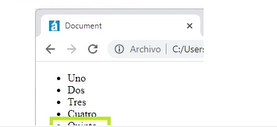 Document
Archivo | C:/Users
Uno
Dos
Tres
Cuatro